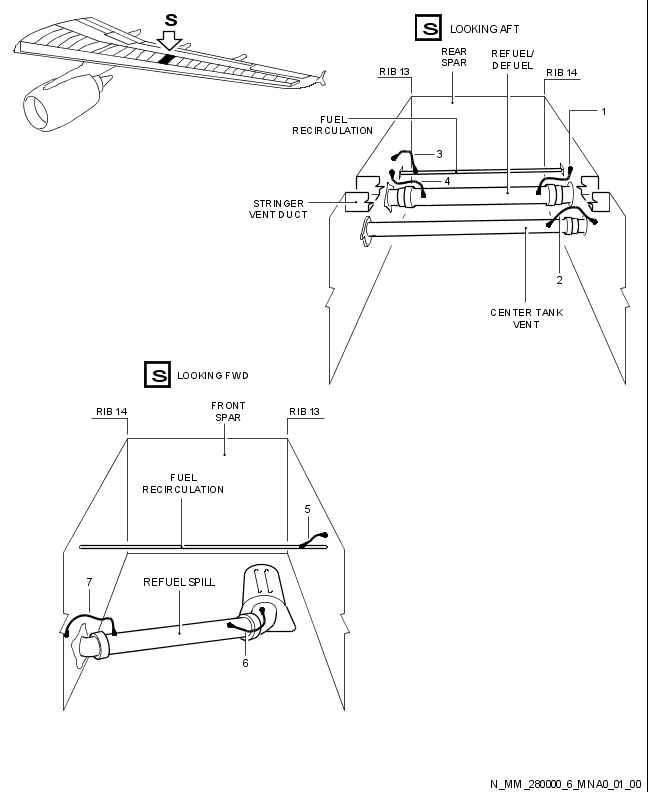 S
S LOOKING AFT
REAR
SPAR
REFUEL/
DEFUEL
RIB 13
RIB 14
1
FUEL
RECIRCULATION
3
4
STRINGER
VENT DUCT
2
CENTER TANK
VENT
S LOOKING FWD
FRONT
SPAR
RIB 14
RIB 13
FUEL
RECIRCULATION
5
7
REFUEL SPILL
6
N_MM_280000_6_MNA0_01_00